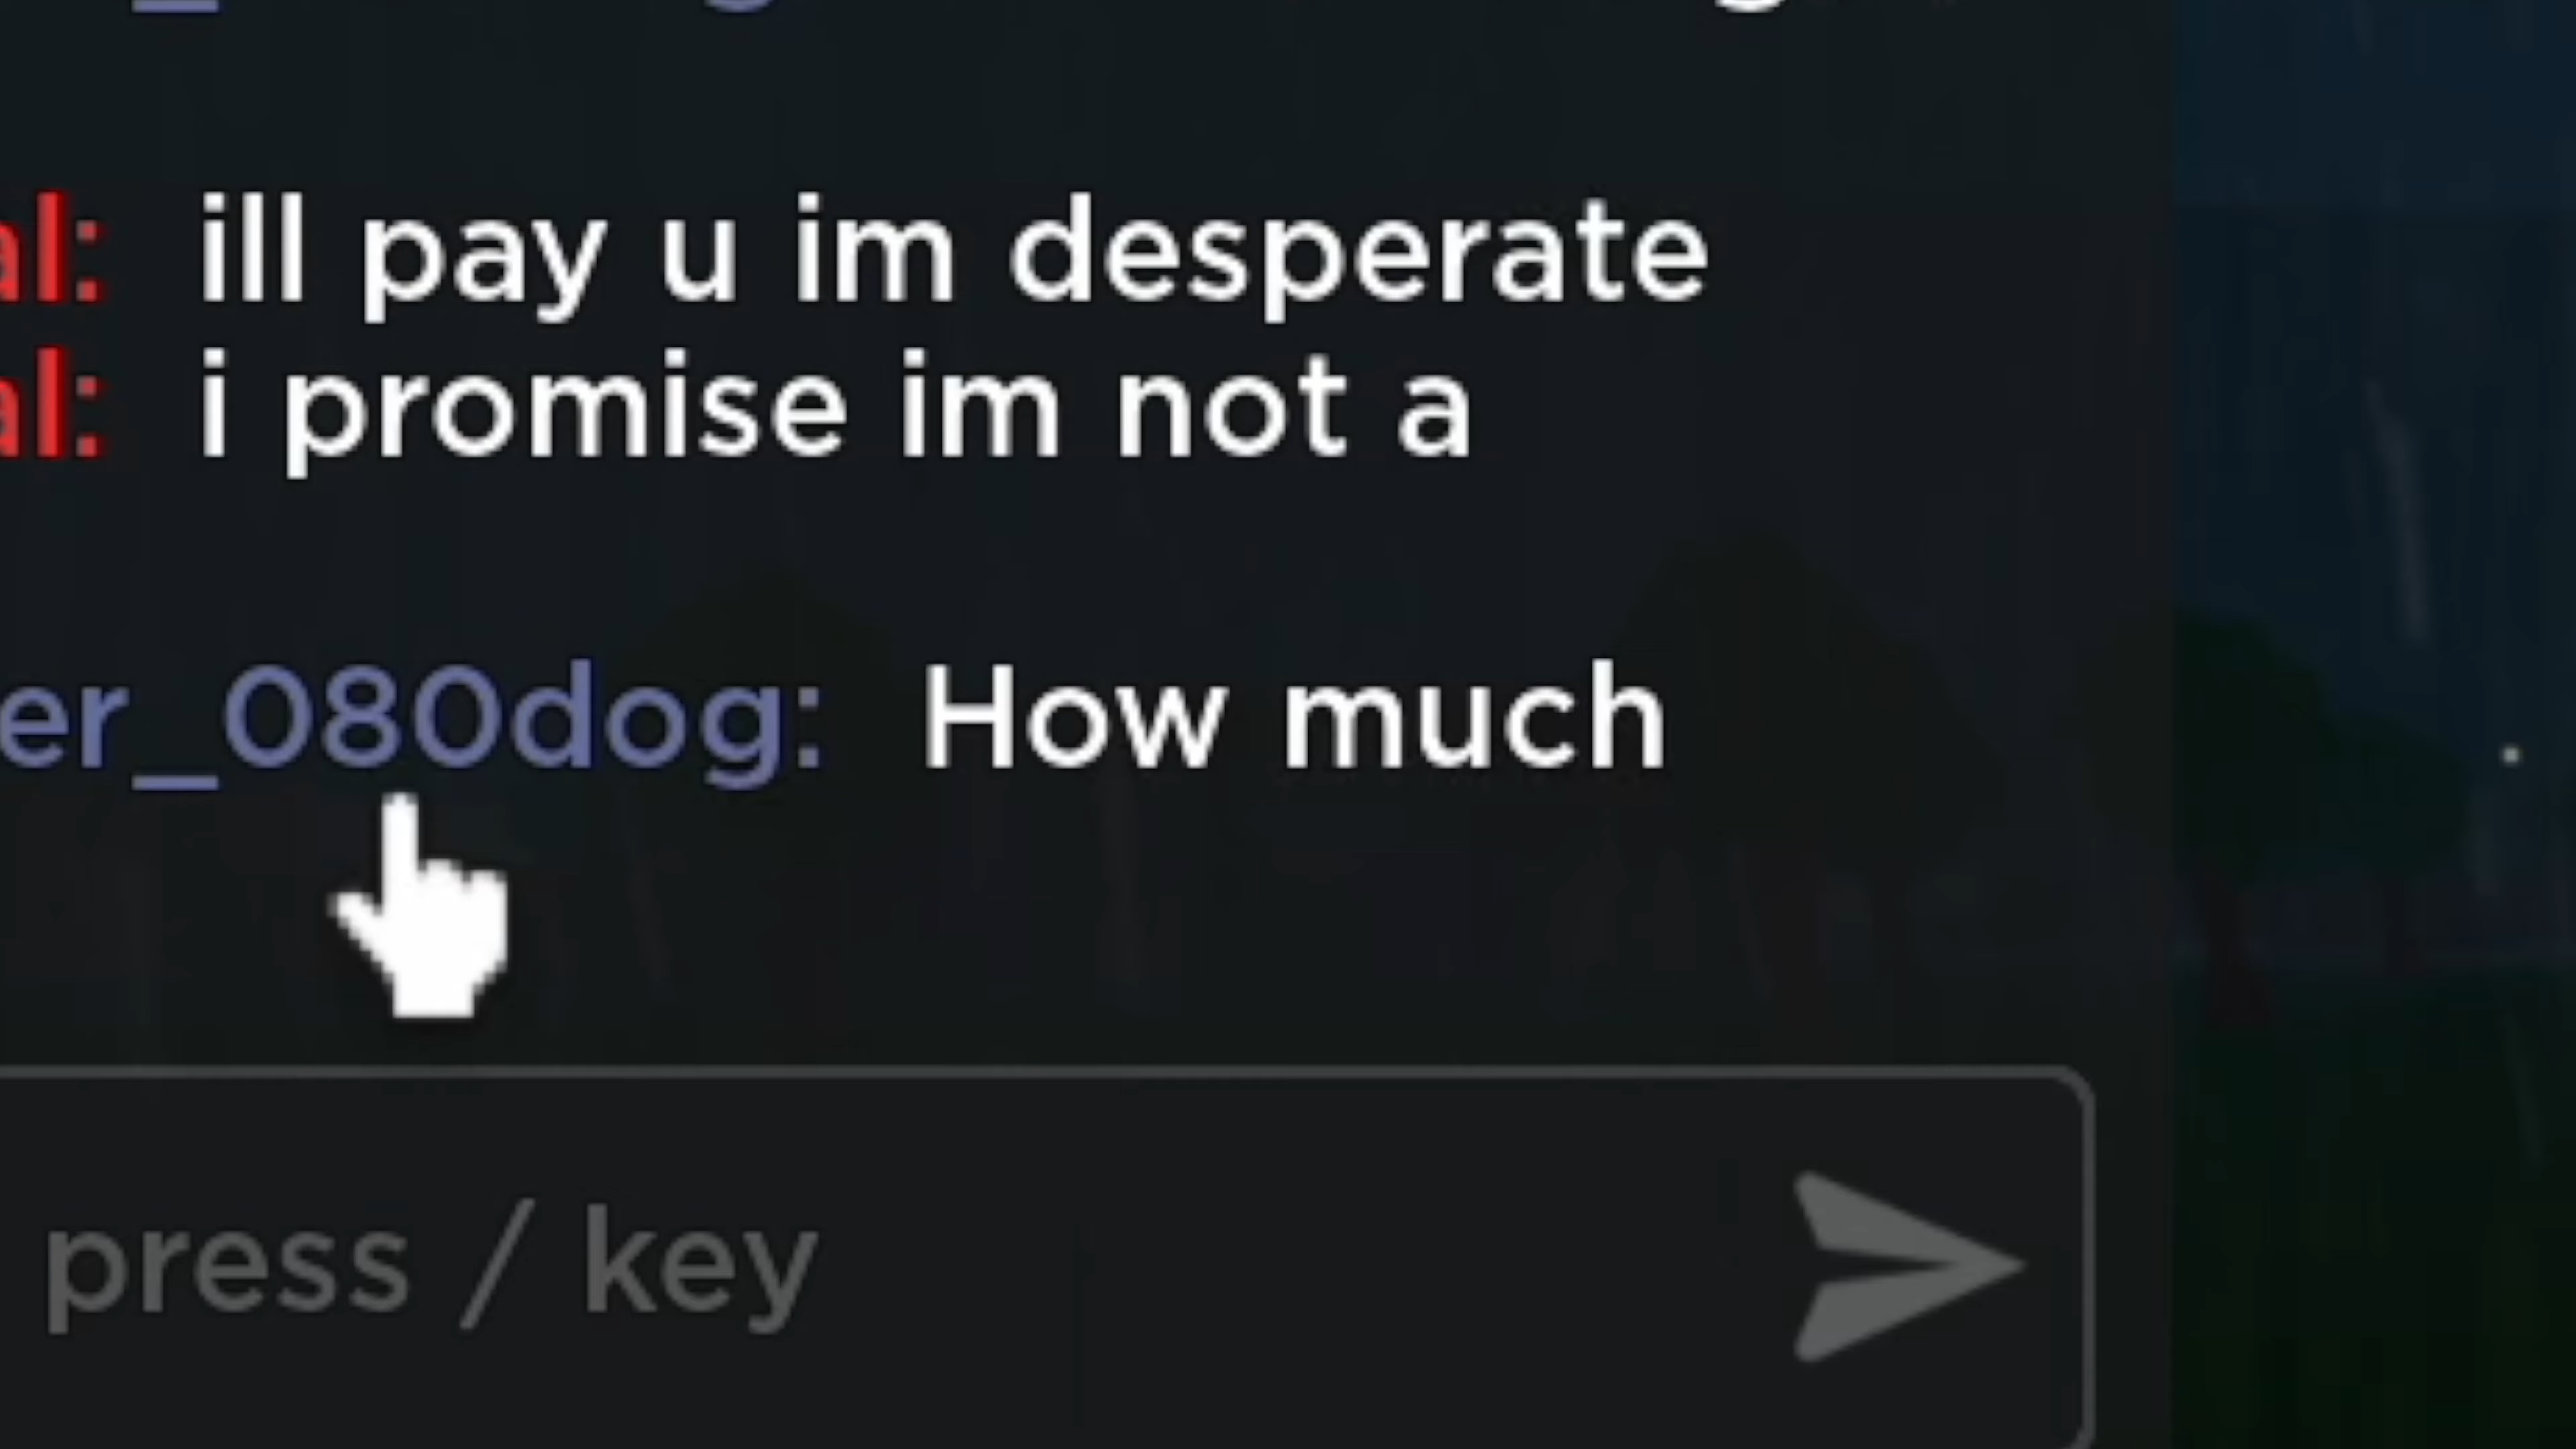 al: ill pay u im desperate
al: i promise im not a
er_080dog: How much
press / key